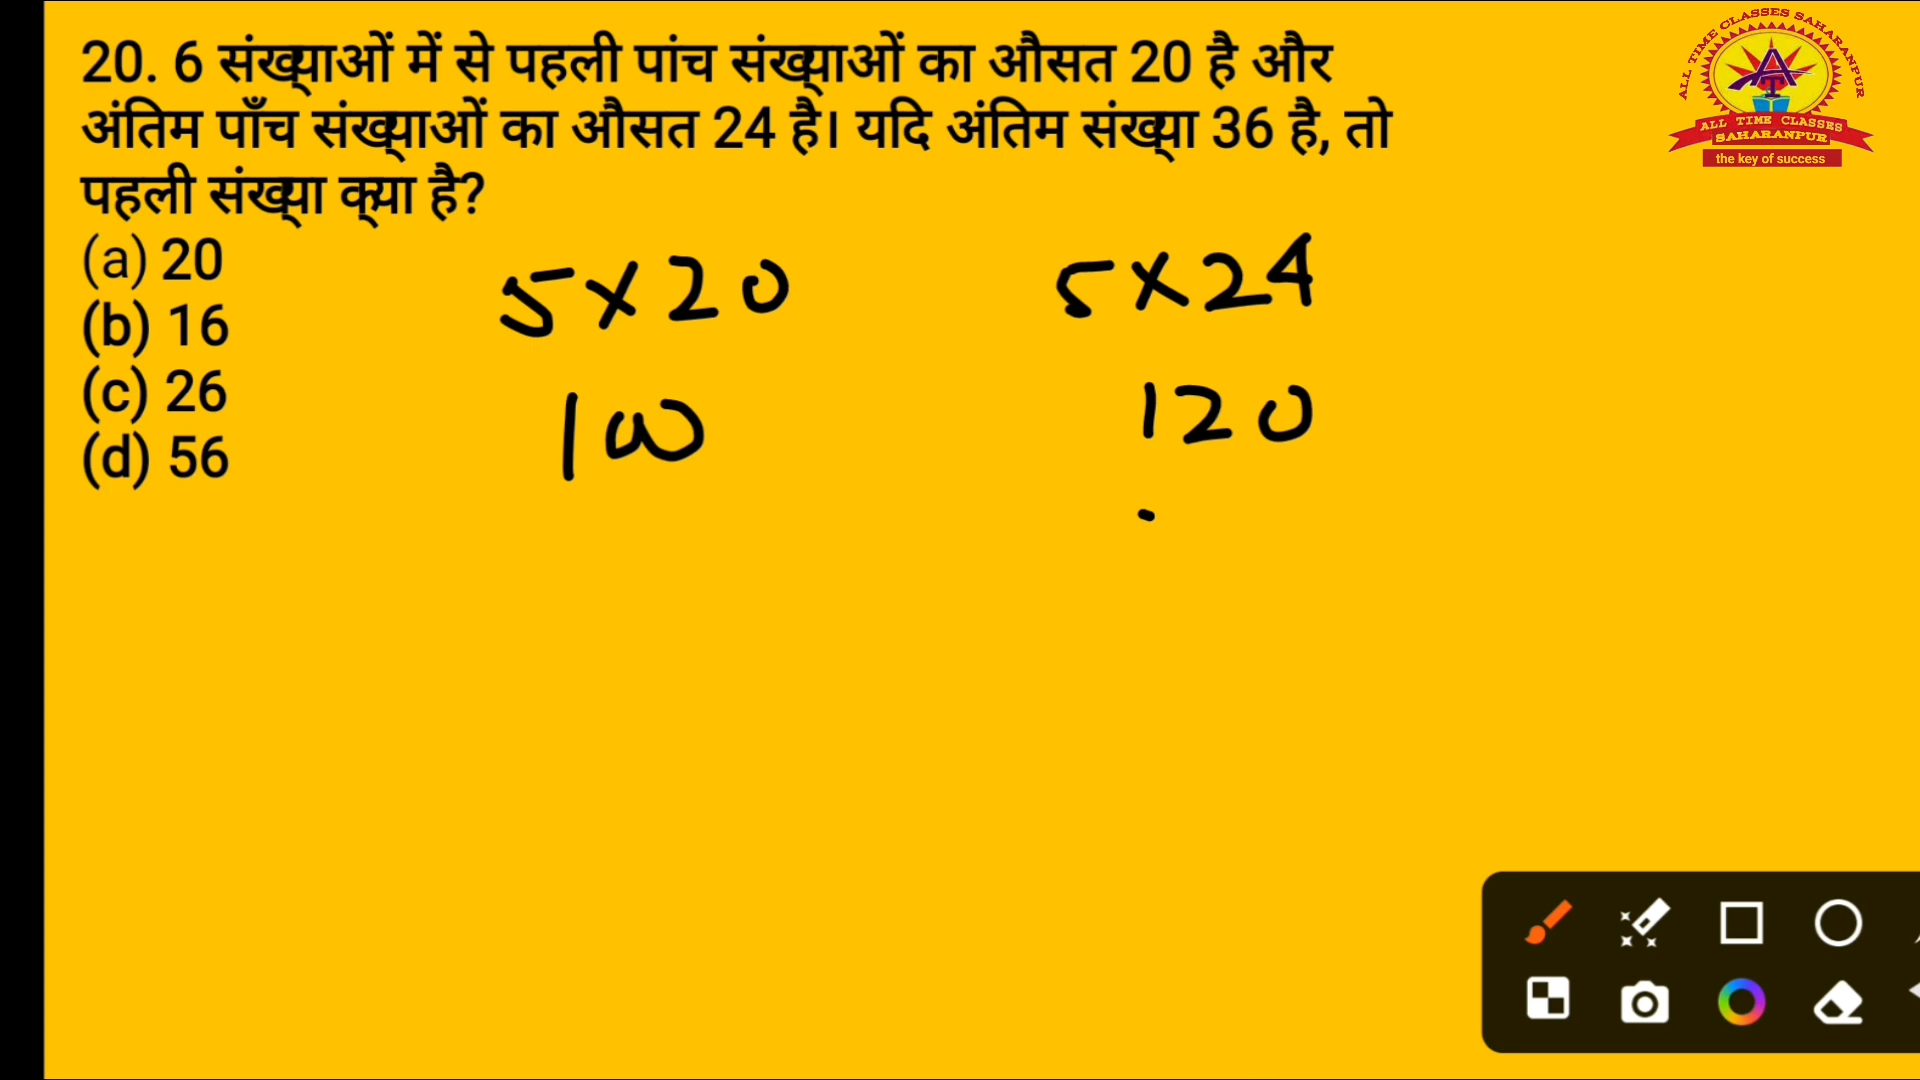 20. 6 संख्याओं में से पहली पांच संख्याओं का औसत 20 है और
अंतिम पाँच संख्याओं का औसत 24 है। यदि अंतिम संख्या 36 है, तो
पहली संख्या क्या है?
(a) 20
(b) 16
(c) 26
(d) 56
5×20
100
5×24
120
ALL TIME CLASSES SAHARANPUR
ALL TIME CLASSES
SAHARANPUR
the key of success